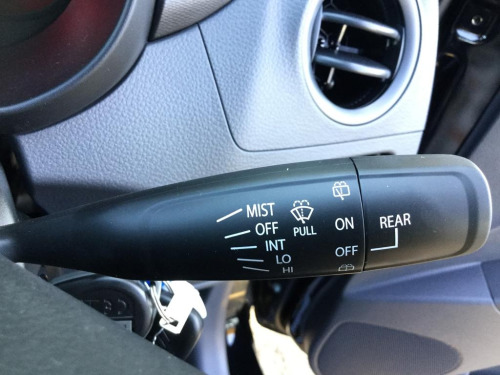 MIST
OFF
INT
LO
HI
PULL
ON
OFF
REAR